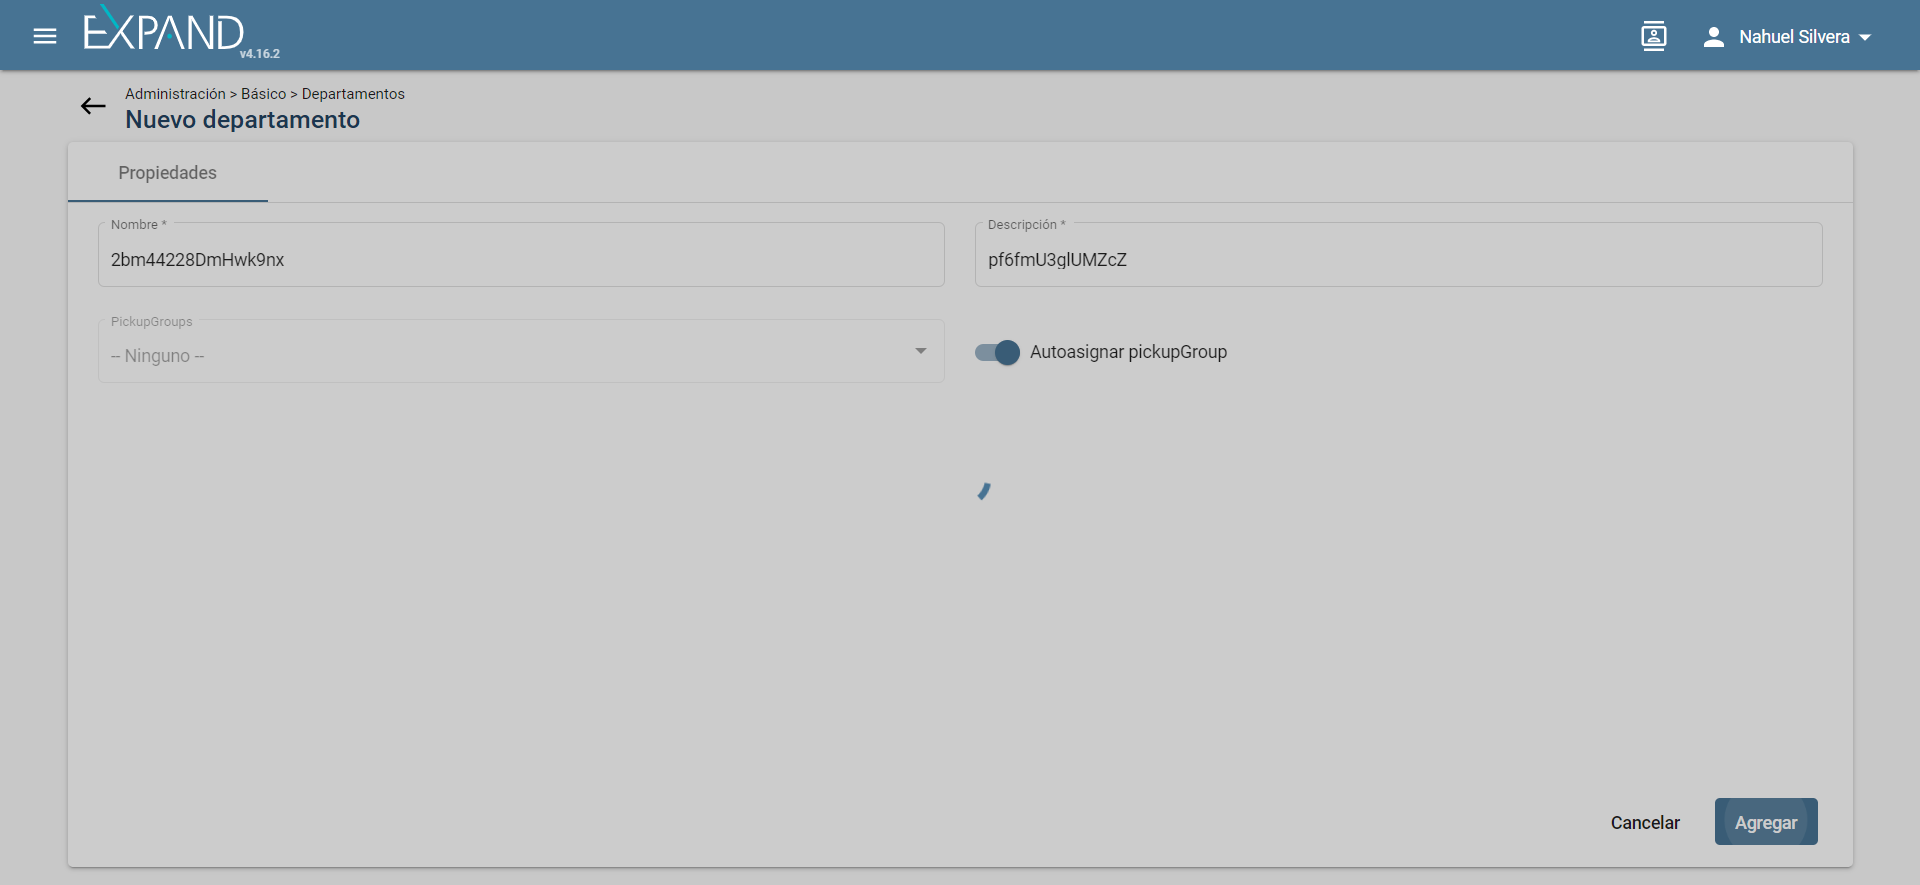 EXPAND
v4.16.2
Nahuel Silvera
Administración > Básico > Departamentos
Nuevo departamento
Propiedades
Nombre *
2bm44228DmHwk9nx
Descripción *
pf6fmU3glUMZcZ
PickupGroups
-- Ninguno --
Autoasignar pickupGroup
Cancelar
Agregar